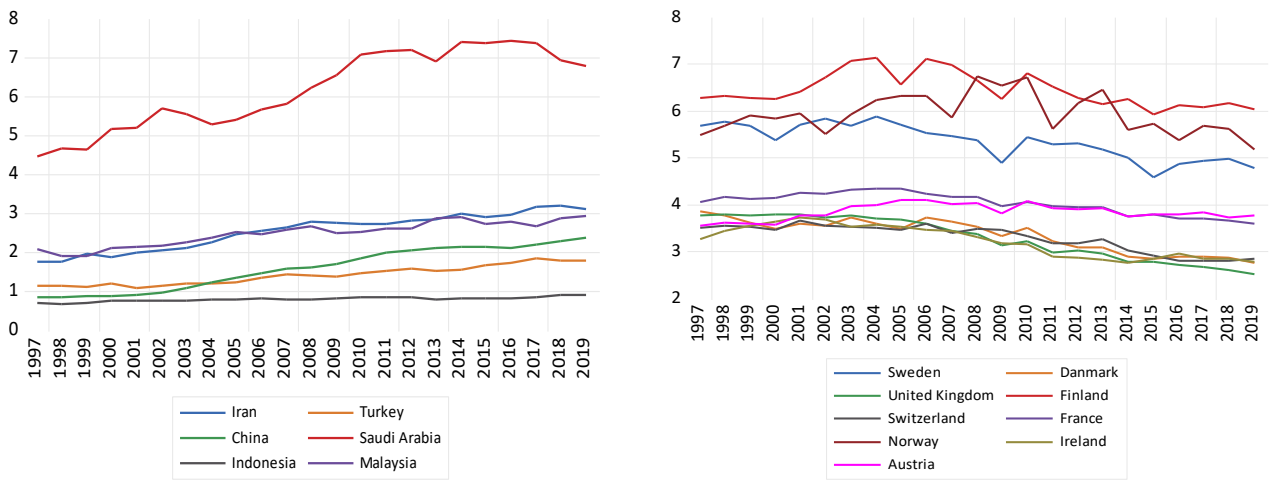 8
7
6
5
4
3
2
1
0
1997 1998 1999 2000 2001 2002 2003 2004 2005 2006 2007 2008 2009 2010 2011 2012 2013 2014 2015 2016 2017 2018 2019
Iran Turkey
China Saudi Arabia
Indonesia Malaysia
8
7
6
5
4
3
2
1997 1998 1999 2000 2001 2002 2003 2004 2005 2006 2007 2008 2009 2010 2011 2012 2013 2014 2015 2016 2017 2018 2019
Sweden Danmark
United Kingdom Finland
Switzerland France
Norway Ireland
Austria